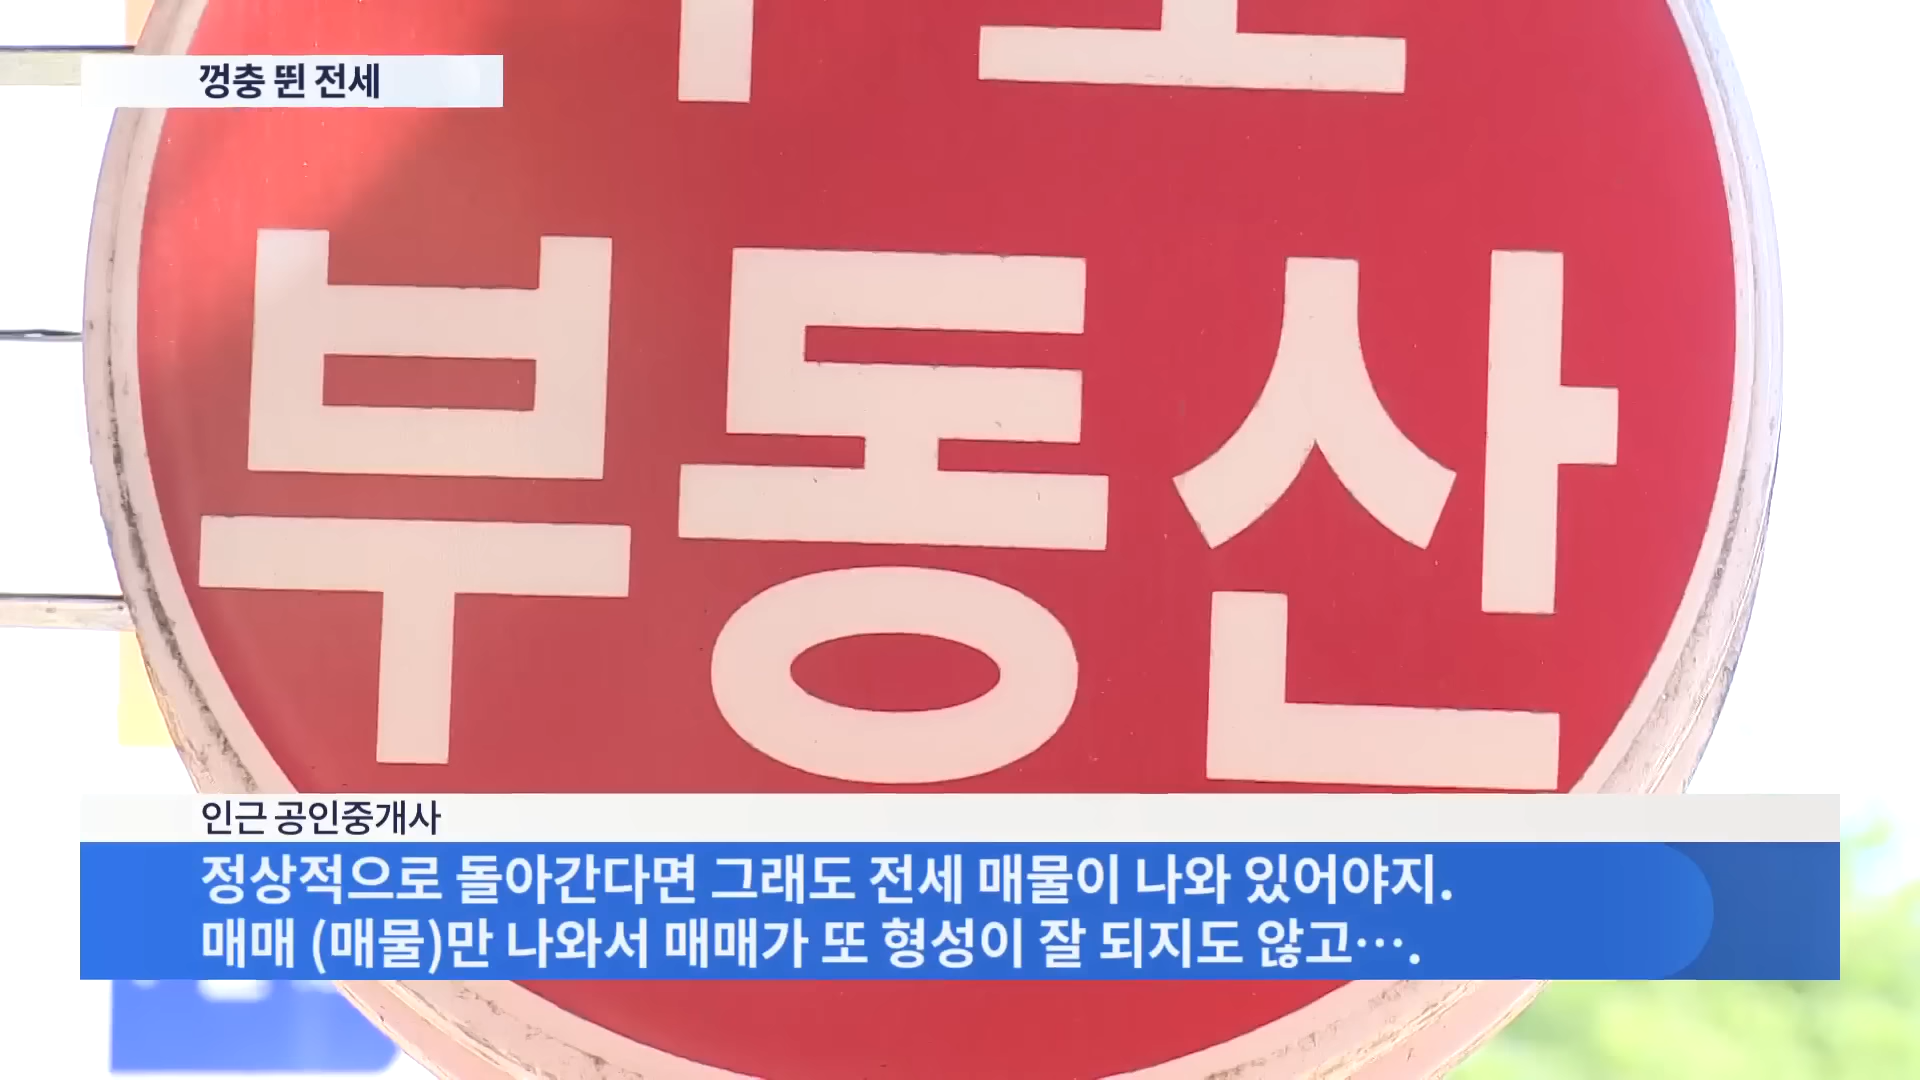 껑충 뛴 전세
부동산
인근 공인중개사
정상적으로 돌아간다면 그래도 전세 매물이 나와 있어야지.
매매 (매물)만 나와서 매매가 또 형성이 잘 되지도 않고….